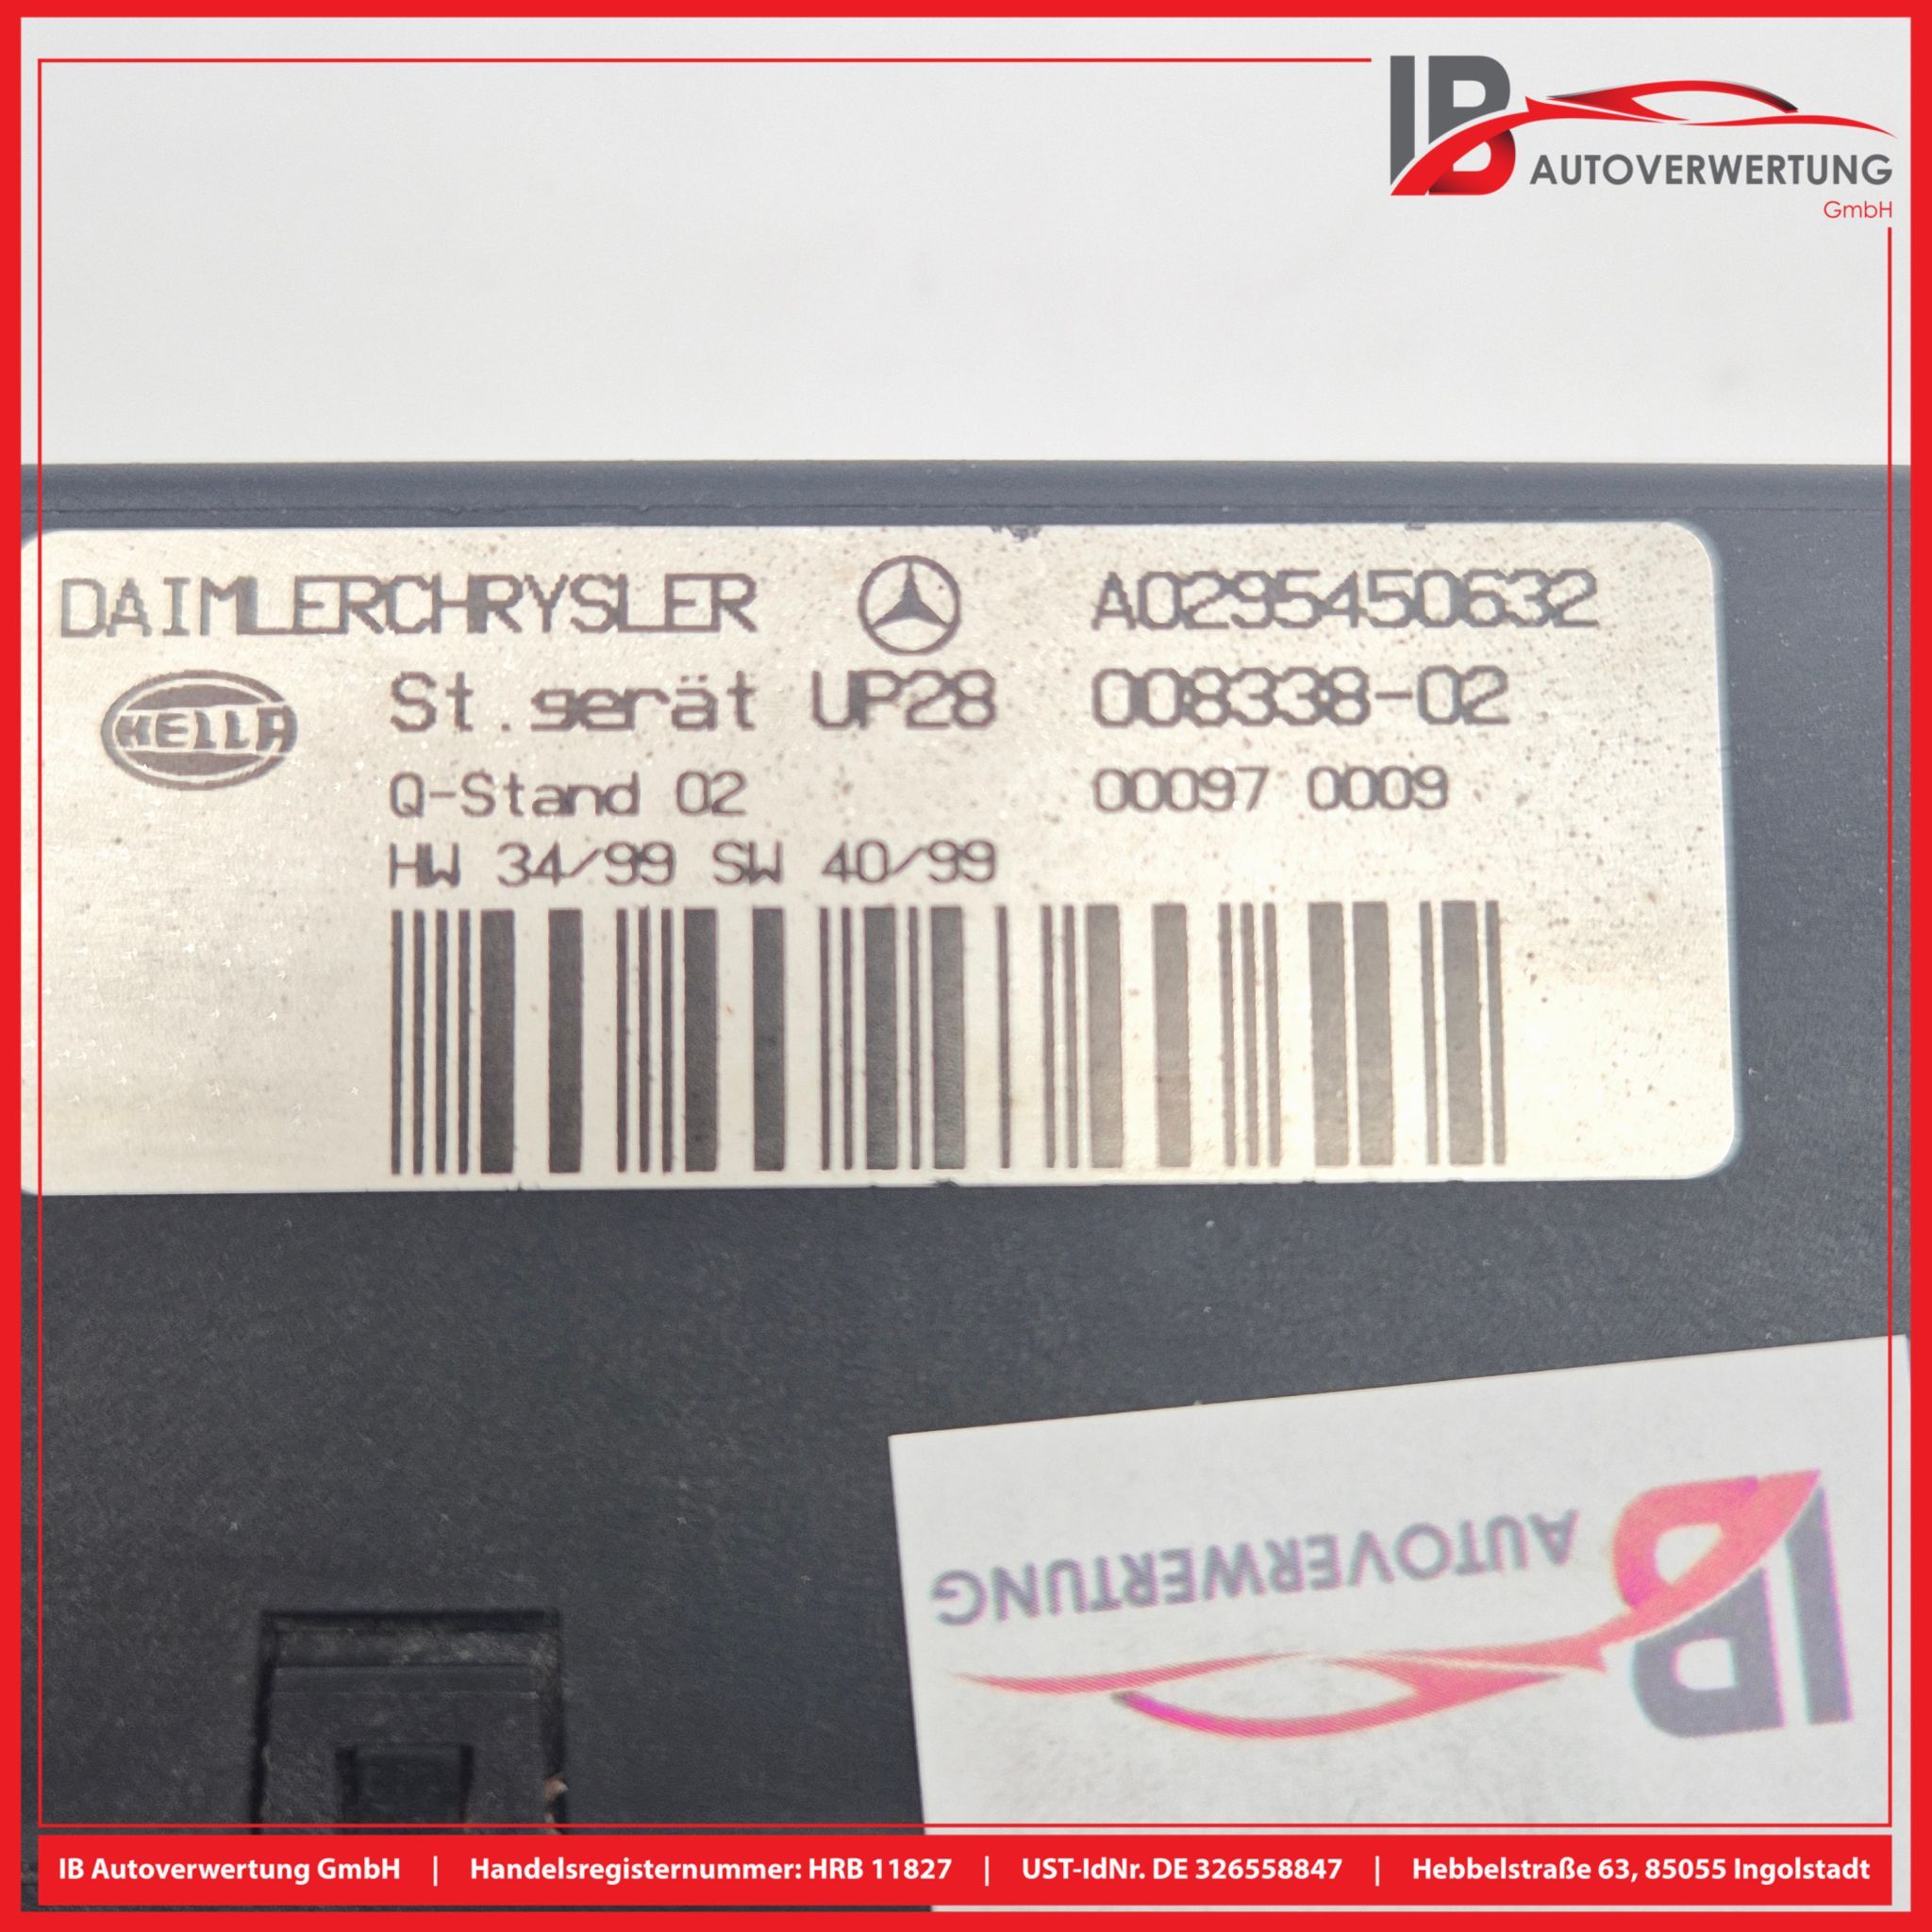 IB
AUTOVERWERTUNG
GmbH
DAIMLERCHRYSLER A0295450632
HELLA St.gerät UP28 008338-02
Q-Stand 02 00097 0009
HW 34/99 SW 40/99
IB
AUTOVERWERTUNG
IB Autoverwertung GmbH | Handelsregisternummer: HRB 11827 | UST-IdNr. DE 326558847 | Hebbelstraße 63, 85055 Ingolstadt